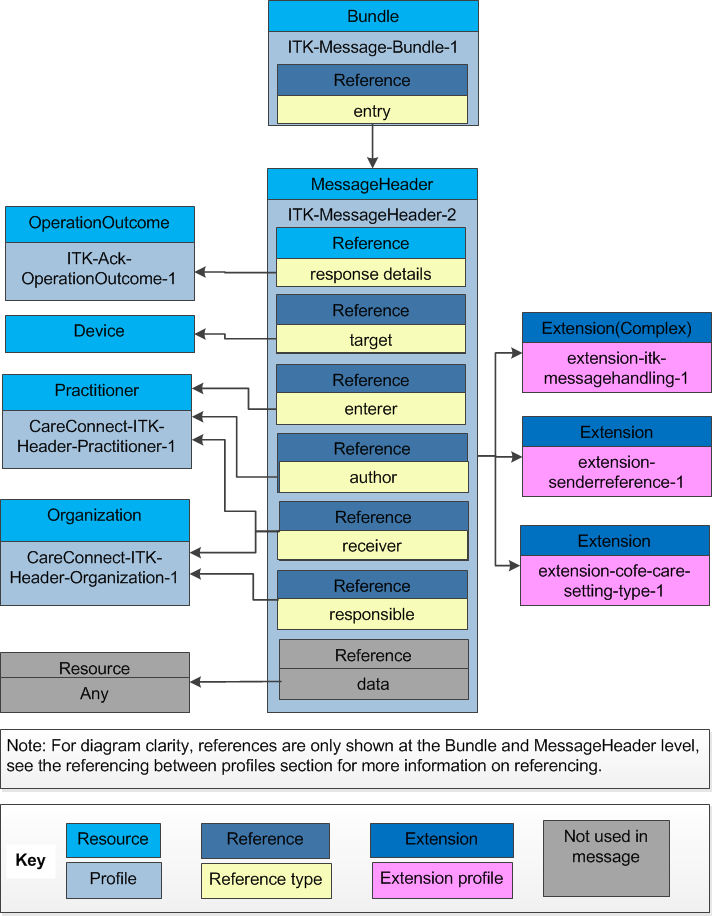 Bundle
ITK-Message-Bundle-1
Reference
entry
MessageHeader
ITK-MessageHeader-2
Reference
response details
Reference
target
Reference
enterer
Reference
author
Reference
receiver
Reference
responsible
Reference
data
OperationOutcome
ITK-Ack-
OperationOutcome-1
Device
Practitioner
CareConnect-ITK-
Header-Practitioner-1
Organization
CareConnect-ITK-
Header-Organization-1
Resource
Any
Extension(Complex)
extension-itk-
messagehandling-1
Extension
extension-
senderreference-1
Extension
extension-cofe-care-
setting-type-1
Note: For diagram clarity, references are only shown at the Bundle and MessageHeader level,
see the referencing between profiles section for more information on referencing.
Key
Resource
Profile
Reference
Reference type
Extension
Extension profile
Not used in
message